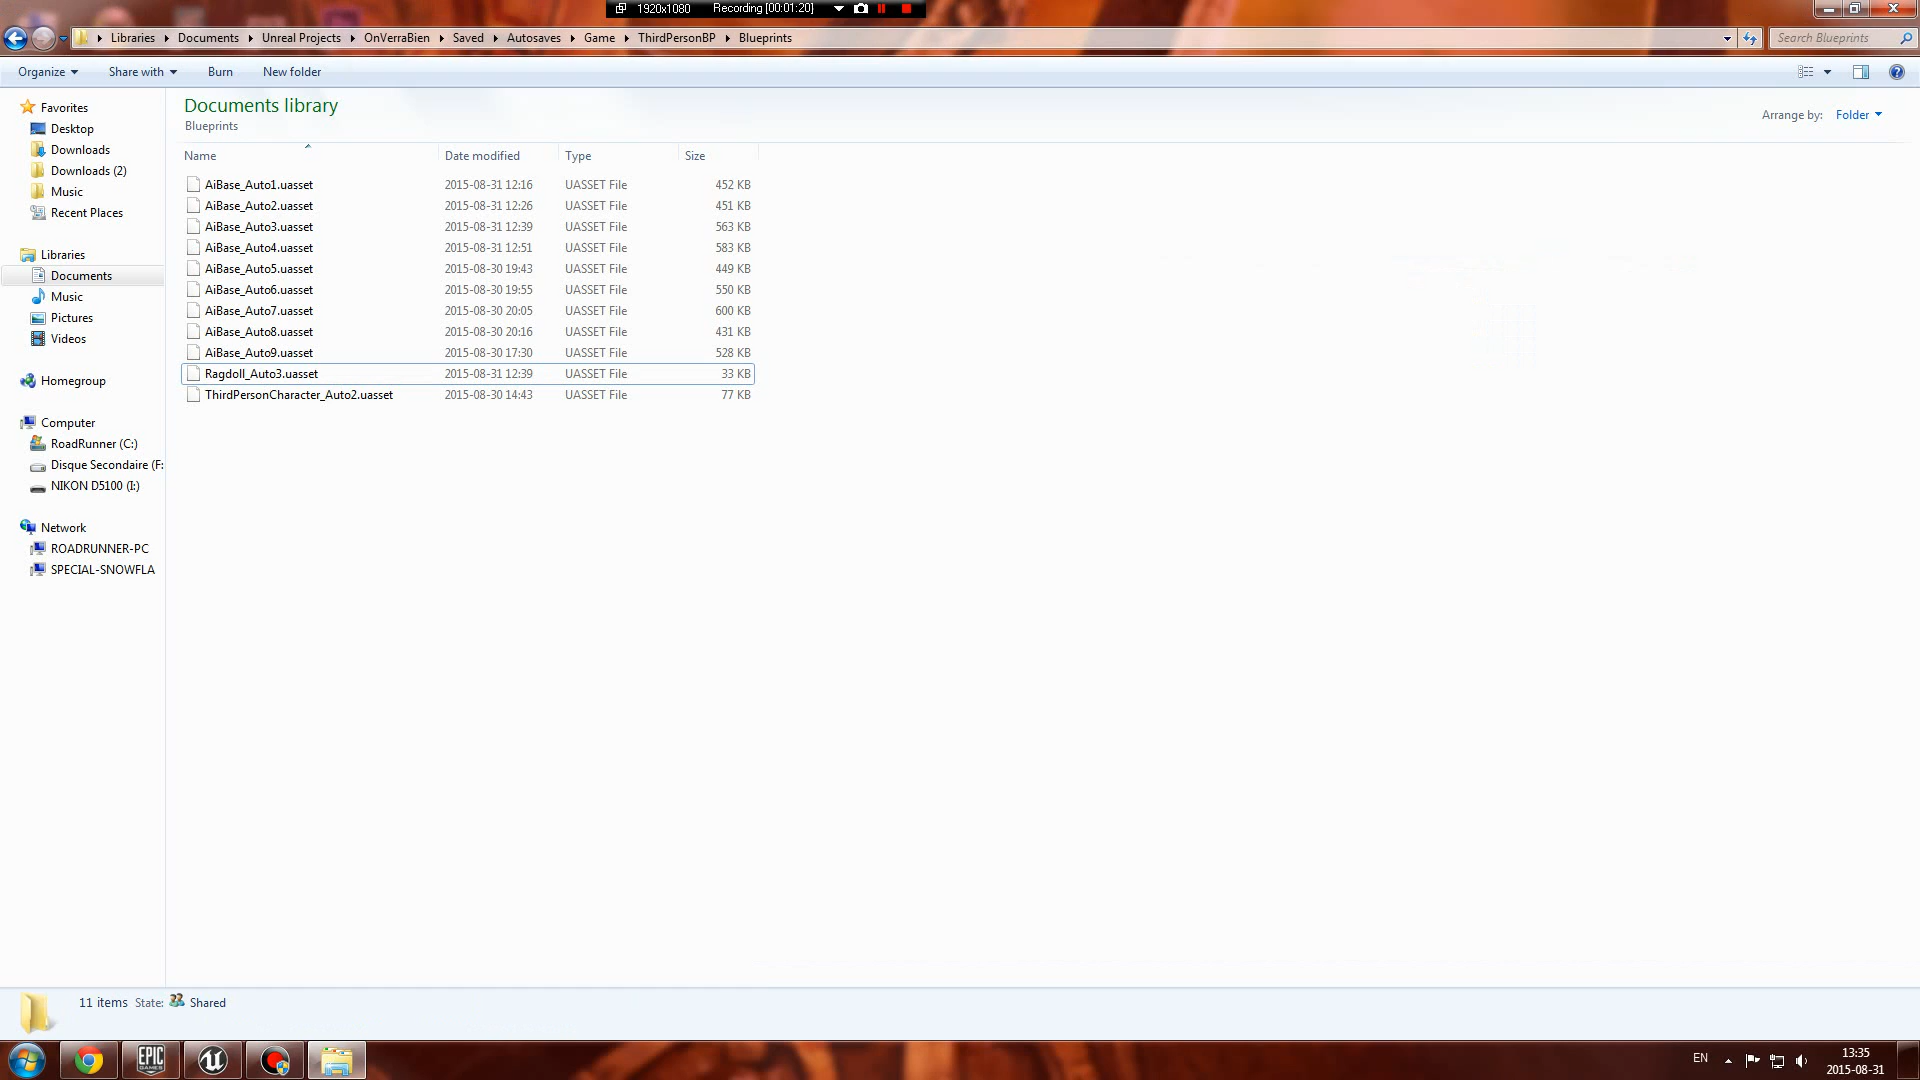 1920x1080 Recording [00:01:20]
Libraries Documents Unreal Projects OnVerraBien Saved Autosaves Game ThirdPersonBP Blueprints Search Blueprints
Organize Share with Burn New folder
Favorites
Desktop
Downloads
Downloads (2)
Music
Recent Places
Libraries
Documents
Music
Pictures
Videos
Homegroup
Computer
RoadRunner (C:)
Disque Secondaire (F:
NIKON D5100 (I:)
Network
ROADRUNNER-PC
SPECIAL-SNOWFLA
Documents library
Blueprints
Arrange by: Folder
Name Date modified Type Size
AiBase_Auto1.uasset 2015-08-31 12:16 UASSET File 452 KB
AiBase_Auto2.uasset 2015-08-31 12:26 UASSET File 451 KB
AiBase_Auto3.uasset 2015-08-31 12:39 UASSET File 563 KB
AiBase_Auto4.uasset 2015-08-31 12:51 UASSET File 583 KB
AiBase_Auto5.uasset 2015-08-30 19:43 UASSET File 449 KB
AiBase_Auto6.uasset 2015-08-30 19:55 UASSET File 550 KB
AiBase_Auto7.uasset 2015-08-30 20:05 UASSET File 600 KB
AiBase_Auto8.uasset 2015-08-30 20:16 UASSET File 431 KB
AiBase_Auto9.uasset 2015-08-30 17:30 UASSET File 528 KB
Ragdoll_Auto3.uasset 2015-08-31 12:39 UASSET File 33 KB
ThirdPersonCharacter_Auto2.uasset 2015-08-30 14:43 UASSET File 77 KB
11 items State: Shared
EPIC
GAMES
EN
13:35
2015-08-31